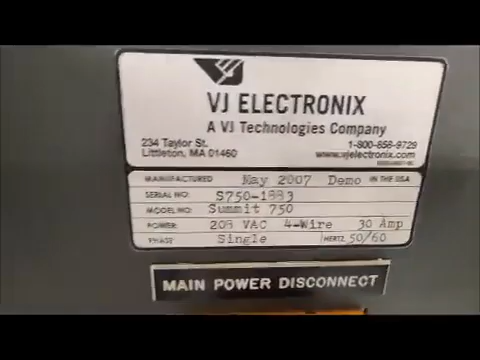 VJ ELECTRONIX
A VJ Technologies Company
234 Taylor St. 1-800-858-9729
Littleton, MA 01460 www.vjelectronix.com
MANUFACTURED May 2007 Demo IN THE USA
SERIAL NO: S750-1883
MODEL NO: Summit 750
POWER: 208 VAC 4-Wire 30 Amp
PHASE Single HERTZ 50/60
MAIN POWER DISCONNECT